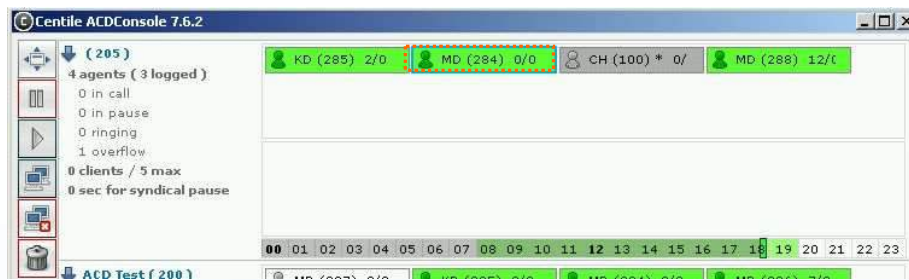 Centile ACDConsole 7.6.2
(205)
4 agents ( 3 logged )
0 in call
0 in pause
0 ringing
1 overflow
0 clients / 5 max
0 sec for syndical pause
KD (285) 2/0 MD (284) 0/0 CH (100) * 0/ MD (288) 12/
00 01 02 03 04 05 06 07 08 09 10 11 12 13 14 15 16 17 18 19 20 21 22 23
ACD Test ( 200 )